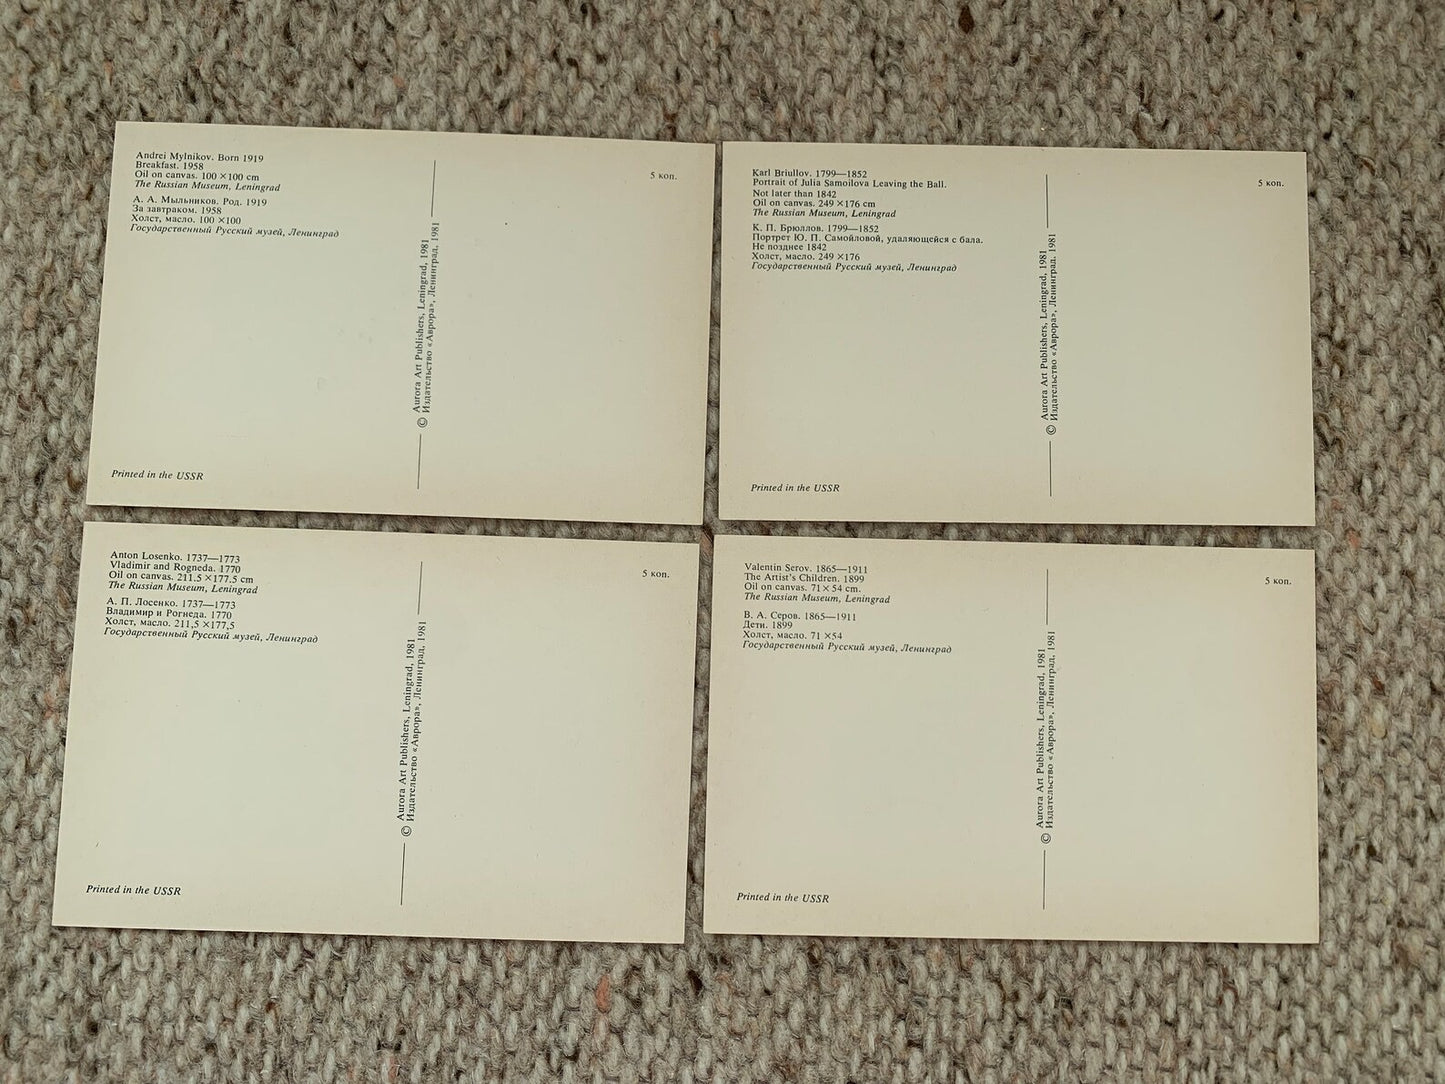 Andrei Mylnikov. Born 1919
Breakfast. 1958
Oil on canvas. 100 × 100 cm
The Russian Museum, Leningrad
А. А. Мыльников. Род. 1919
За завтраком. 1958
Холст, масло. 100 × 100
Государственный Русский музей, Ленинград
5 коп.
© Aurora Art Publishers, Leningrad, 1981
Издательство «Аврора», Ленинград, 1981
Printed in the USSR
Karl Briullov. 1799—1852
Portrait of Julia Samoilova Leaving the Ball.
Not later than 1842
Oil on canvas. 249 × 176 cm
The Russian Museum, Leningrad
К. П. Брюллов. 1799—1852
Портрет Ю. П. Самойловой, удаляющейся с бала.
Не позднее 1842
Холст, масло. 249 × 176
Государственный Русский музей, Ленинград
5 коп.
© Aurora Art Publishers, Leningrad, 1981
Издательство «Аврора», Ленинград, 1981
Printed in the USSR
Anton Losenko. 1737—1773
Vladimir and Rogneda. 1770
Oil on canvas. 211.5 × 177.5 cm
The Russian Museum, Leningrad
А. П. Лосенко. 1737—1773
Владимир и Рогнеда. 1770
Холст, масло. 211,5 × 177,5
Государственный Русский музей, Ленинград
5 коп.
© Aurora Art Publishers, Leningrad, 1981
Издательство «Аврора», Ленинград, 1981
Printed in the USSR
Valentin Serov. 1865—1911
The Artist's Children. 1899
Oil on canvas. 71 × 54 cm.
The Russian Museum, Leningrad
В. А. Серов. 1865—1911
Дети. 1899
Холст, масло. 71 × 54
Государственный Русский музей, Ленинград
5 коп.
© Aurora Art Publishers, Leningrad, 1981
Издательство «Аврора», Ленинград, 1981
Printed in the USSR